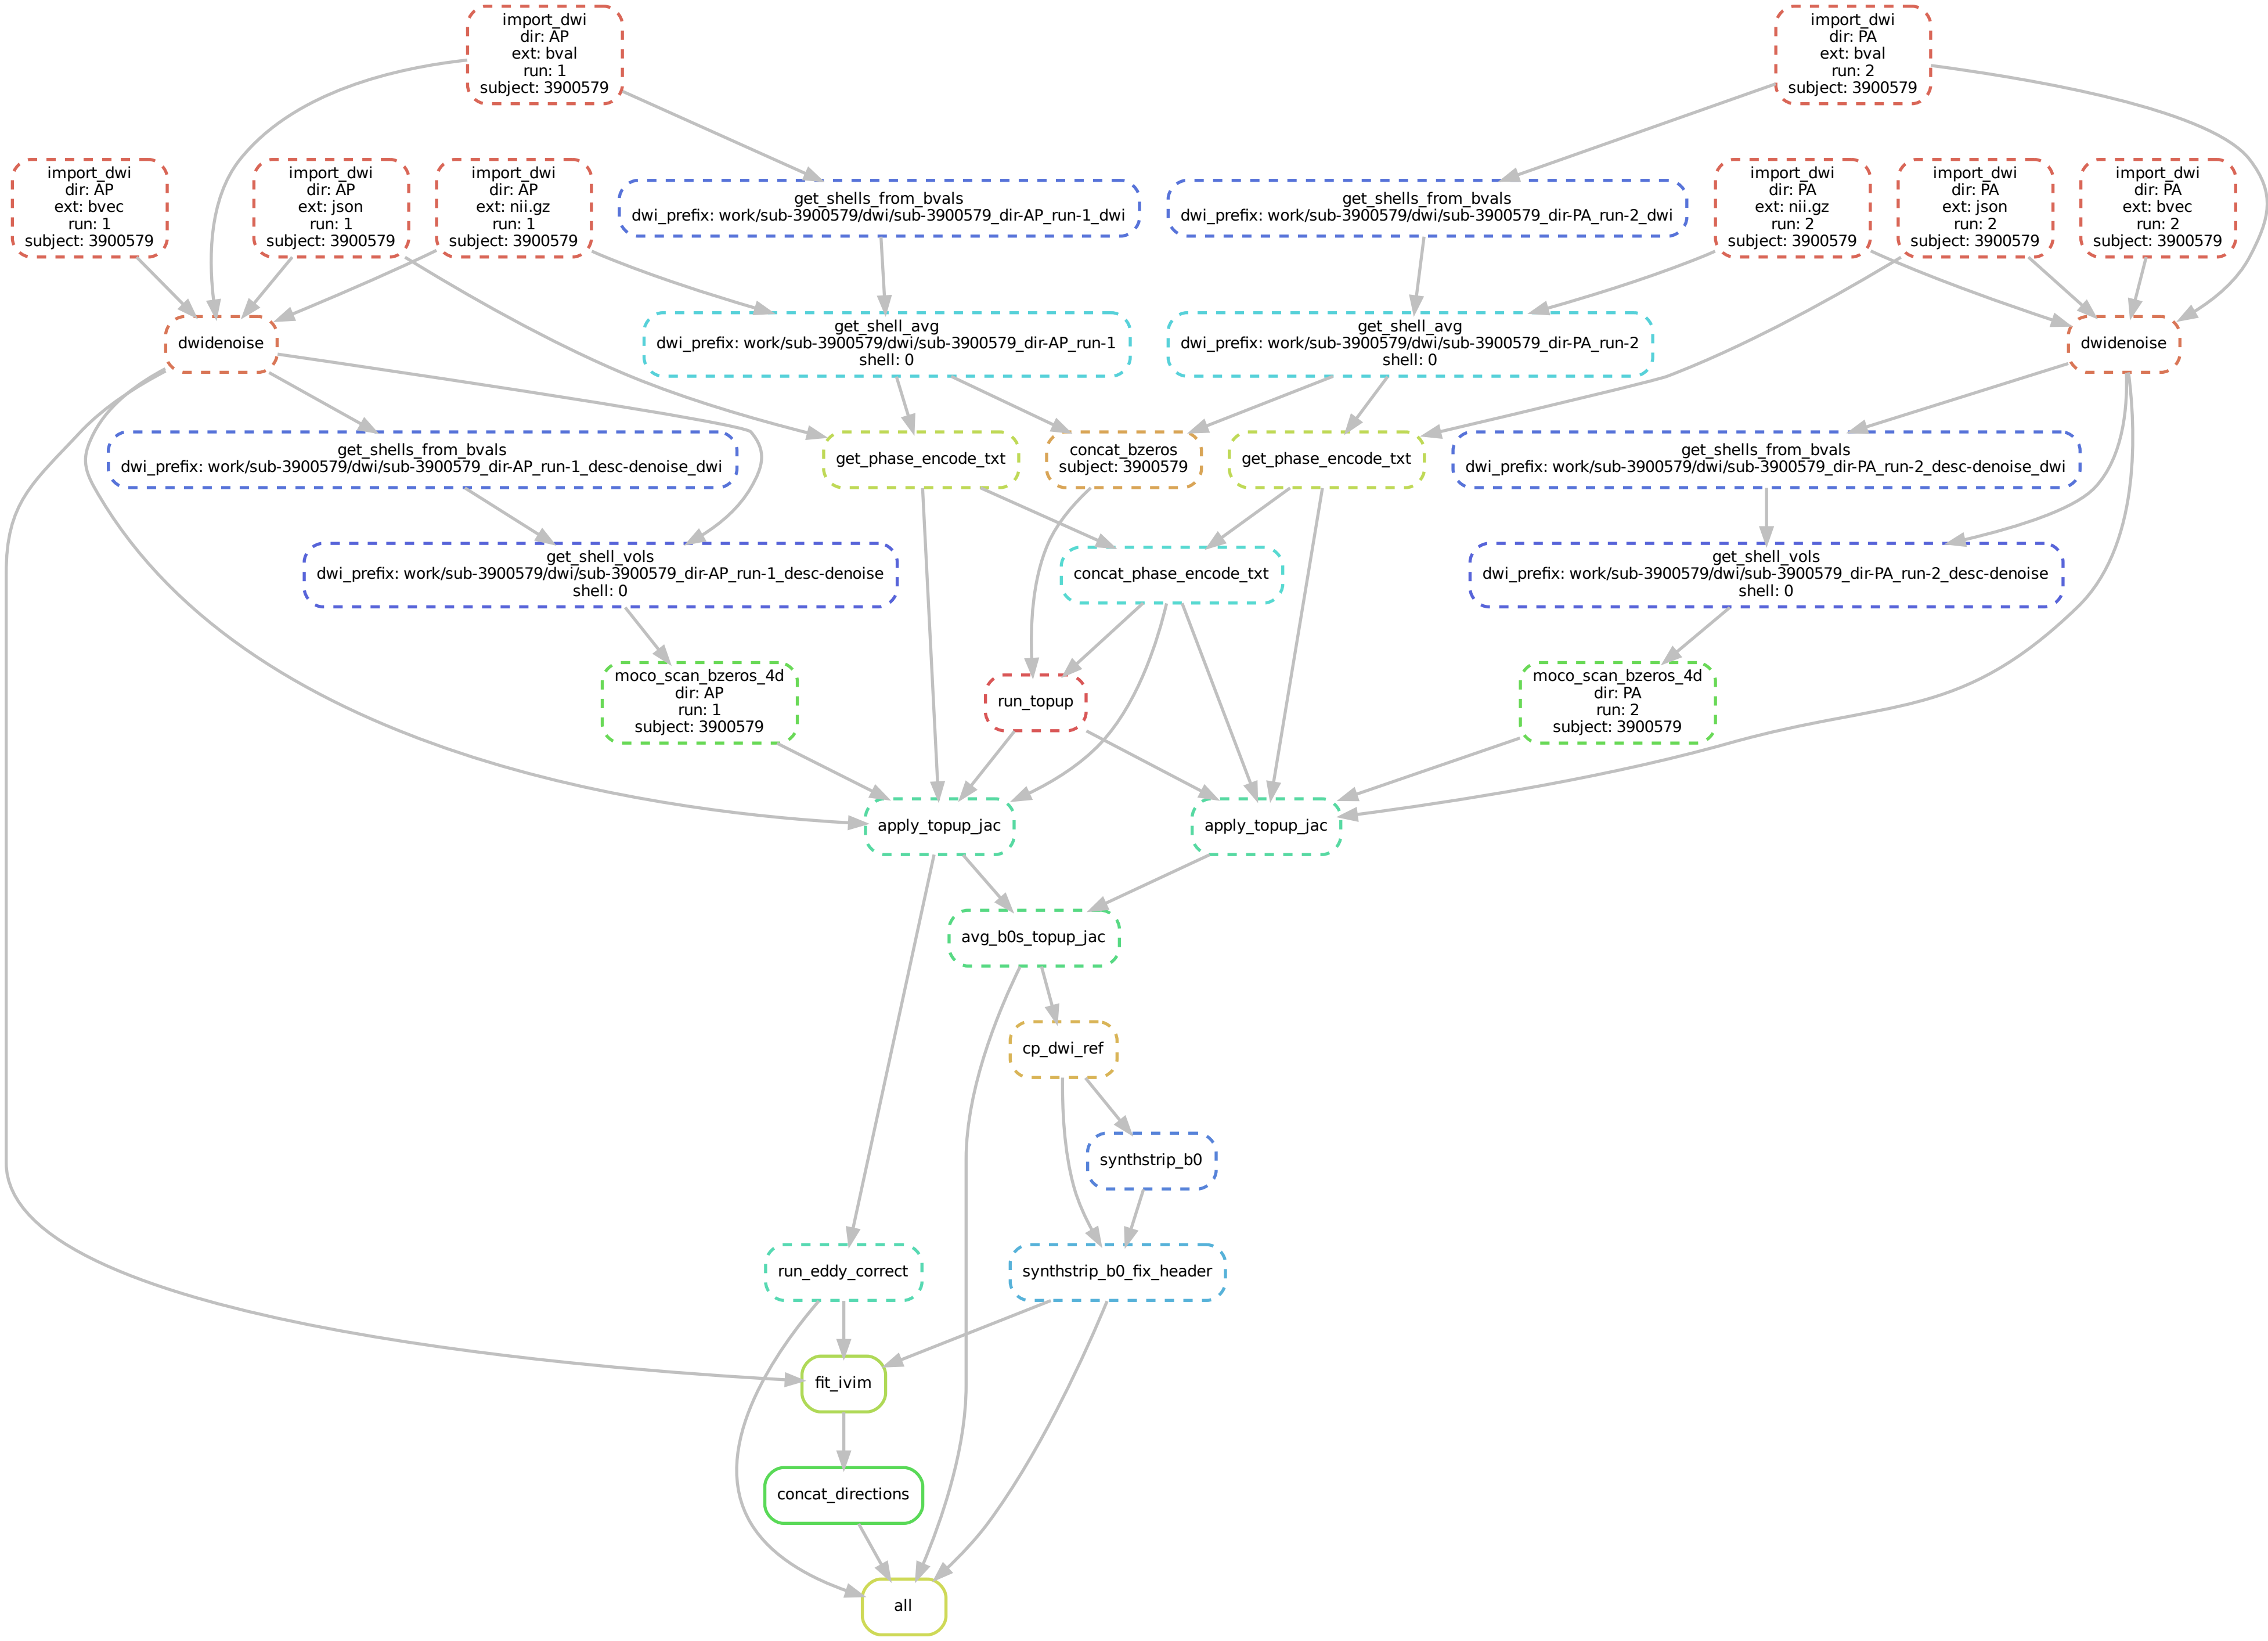 import_dwi
dir: AP
ext: bval
run: 1
subject: 3900579
import_dwi
dir: PA
ext: bval
run: 2
subject: 3900579
import_dwi
dir: AP
ext: bvec
run: 1
subject: 3900579
import_dwi
dir: AP
ext: json
run: 1
subject: 3900579
import_dwi
dir: AP
ext: nii.gz
run: 1
subject: 3900579
get_shells_from_bvals
dwi_prefix: work/sub-3900579/dwi/sub-3900579_dir-AP_run-1_dwi
get_shells_from_bvals
dwi_prefix: work/sub-3900579/dwi/sub-3900579_dir-PA_run-2_dwi
import_dwi
dir: PA
ext: nii.gz
run: 2
subject: 3900579
import_dwi
dir: PA
ext: json
run: 2
subject: 3900579
import_dwi
dir: PA
ext: bvec
run: 2
subject: 3900579
dwidenoise
get_shell_avg
dwi_prefix: work/sub-3900579/dwi/sub-3900579_dir-AP_run-1
shell: 0
get_shell_avg
dwi_prefix: work/sub-3900579/dwi/sub-3900579_dir-PA_run-2
shell: 0
dwidenoise
get_shells_from_bvals
dwi_prefix: work/sub-3900579/dwi/sub-3900579_dir-AP_run-1_desc-denoise_dwi
get_phase_encode_txt
concat_bzeros
subject: 3900579
get_phase_encode_txt
get_shells_from_bvals
dwi_prefix: work/sub-3900579/dwi/sub-3900579_dir-PA_run-2_desc-denoise_dwi
get_shell_vols
dwi_prefix: work/sub-3900579/dwi/sub-3900579_dir-AP_run-1_desc-denoise
shell: 0
concat_phase_encode_txt
get_shell_vols
dwi_prefix: work/sub-3900579/dwi/sub-3900579_dir-PA_run-2_desc-denoise
shell: 0
moco_scan_bzeros_4d
dir: AP
run: 1
subject: 3900579
run_topup
moco_scan_bzeros_4d
dir: PA
run: 2
subject: 3900579
apply_topup_jac
apply_topup_jac
avg_b0s_topup_jac
cp_dwi_ref
synthstrip_b0
run_eddy_correct
synthstrip_b0_fix_header
fit_ivim
concat_directions
all